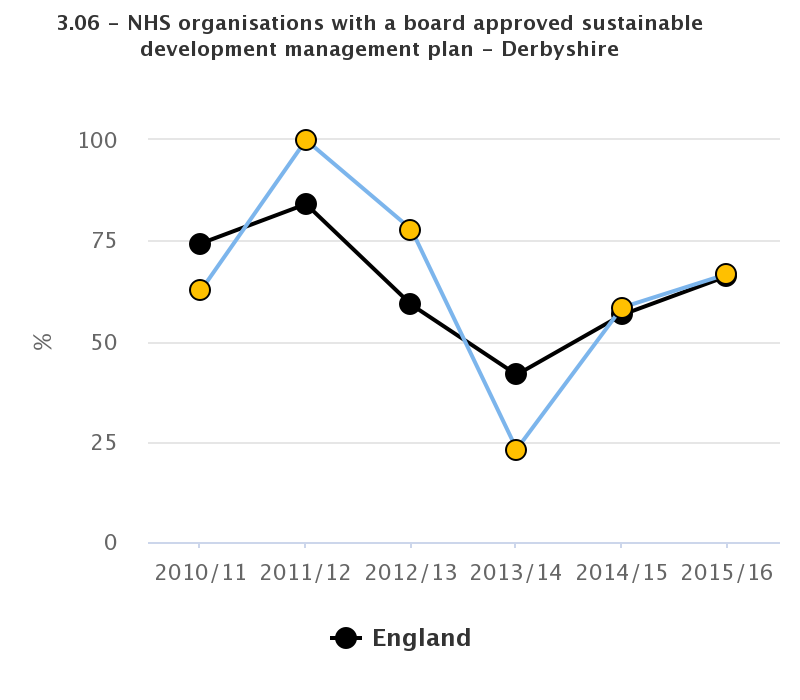 3.06 – NHS organisations with a board approved sustainable
development management plan – Derbyshire
100
75
50
25
0
%
2010/11 2011/12 2012/13 2013/14 2014/15 2015/16
England